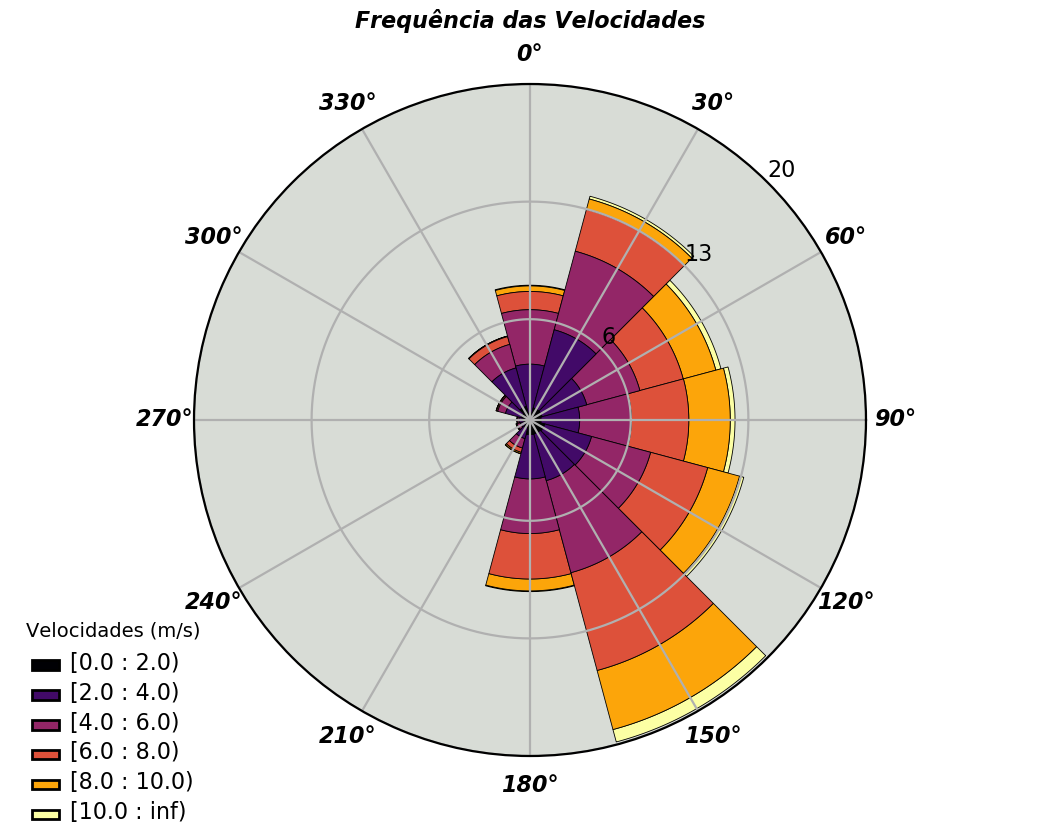 Frequência das Velocidades
0°
330°
30°
20
300°
60°
13
6
270°
90°
240°
120°
210°
150°
180°
Velocidades (m/s)
[0.0 : 2.0)
[2.0 : 4.0)
[4.0 : 6.0)
[6.0 : 8.0)
[8.0 : 10.0)
[10.0 : inf)